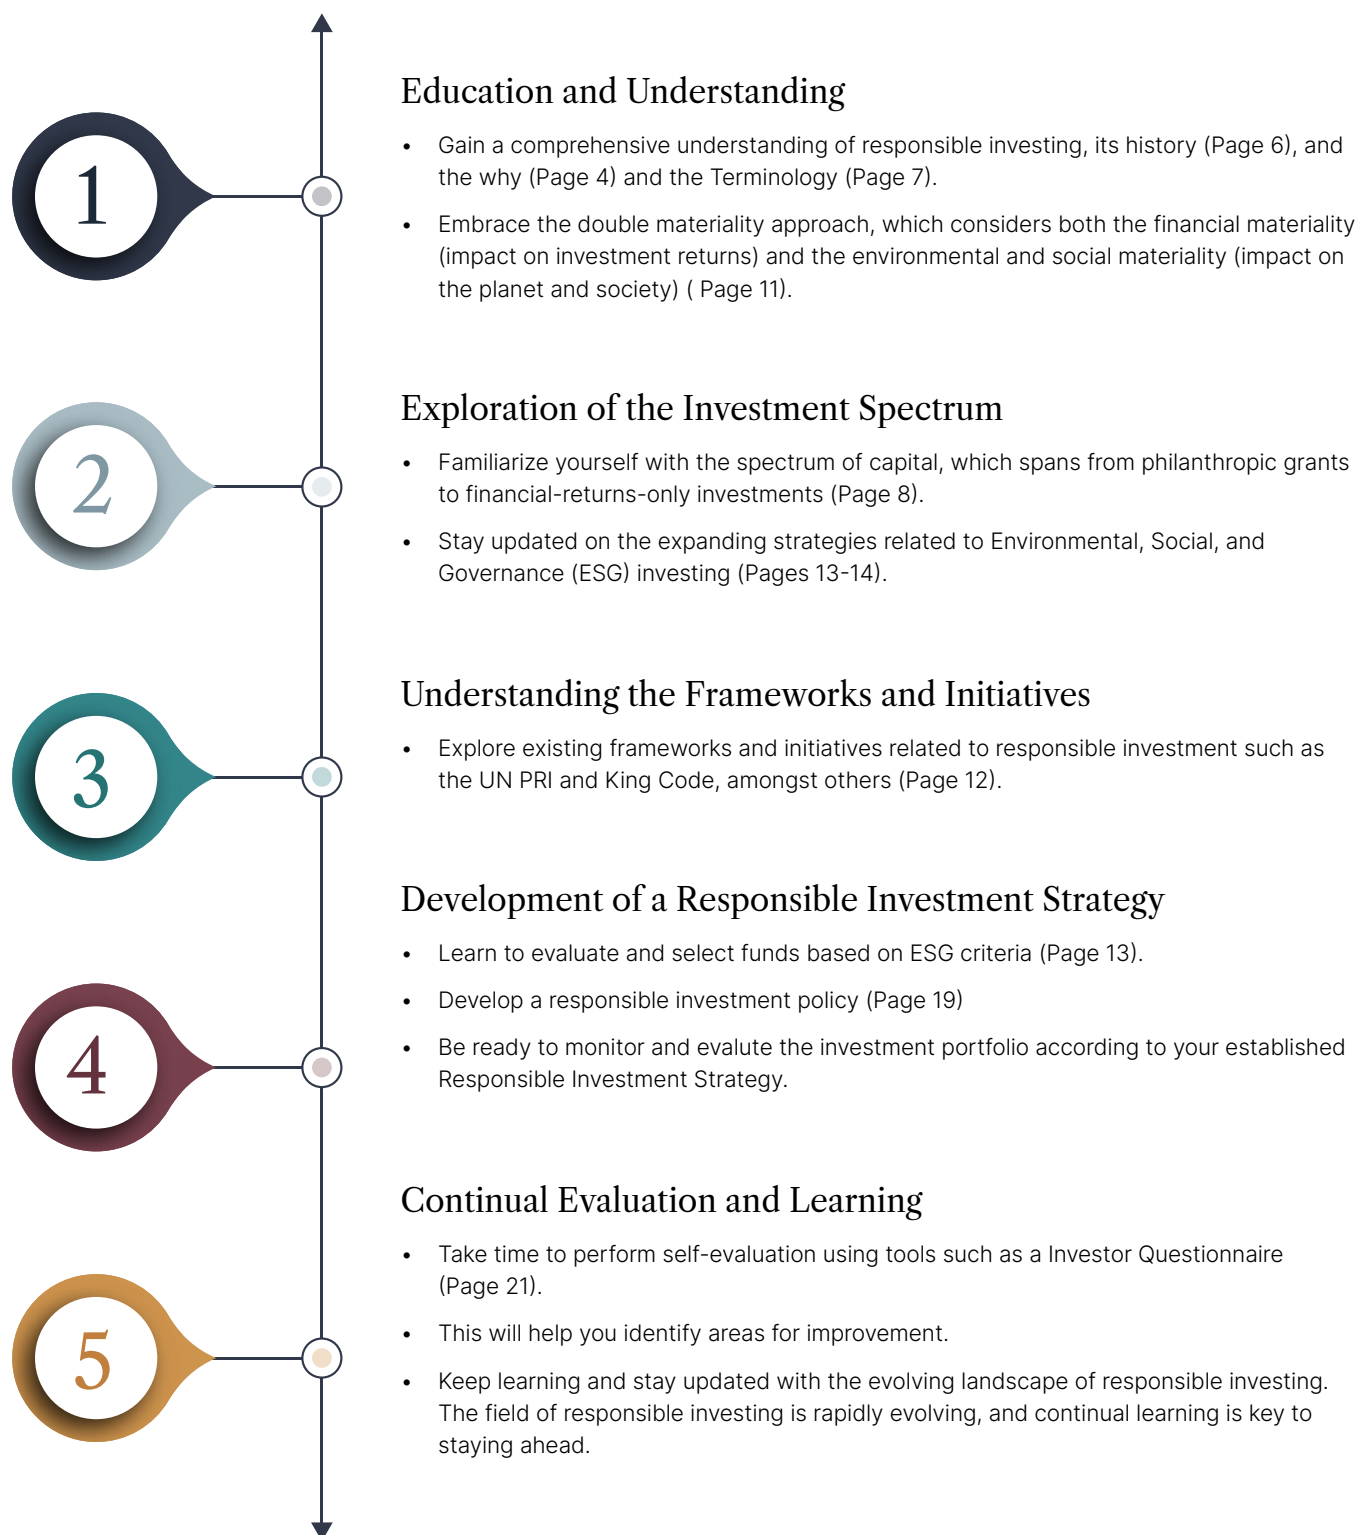 1
Education and Understanding
• Gain a comprehensive understanding of responsible investing, its history (Page 6), and
the why (Page 4) and the Terminology (Page 7).
• Embrace the double materiality approach, which considers both the financial materiality
(impact on investment returns) and the environmental and social materiality (impact on
the planet and society) ( Page 11).
2
Exploration of the Investment Spectrum
• Familiarize yourself with the spectrum of capital, which spans from philanthropic grants
to financial-returns-only investments (Page 8).
• Stay updated on the expanding strategies related to Environmental, Social, and
Governance (ESG) investing (Pages 13-14).
3
Understanding the Frameworks and Initiatives
• Explore existing frameworks and initiatives related to responsible investment such as
the UN PRI and King Code, amongst others (Page 12).
4
Development of a Responsible Investment Strategy
• Learn to evaluate and select funds based on ESG criteria (Page 13).
• Develop a responsible investment policy (Page 19)
• Be ready to monitor and evalute the investment portfolio according to your established
Responsible Investment Strategy.
5
Continual Evaluation and Learning
• Take time to perform self-evaluation using tools such as a Investor Questionnaire
(Page 21).
• This will help you identify areas for improvement.
• Keep learning and stay updated with the evolving landscape of responsible investing.
The field of responsible investing is rapidly evolving, and continual learning is key to
staying ahead.